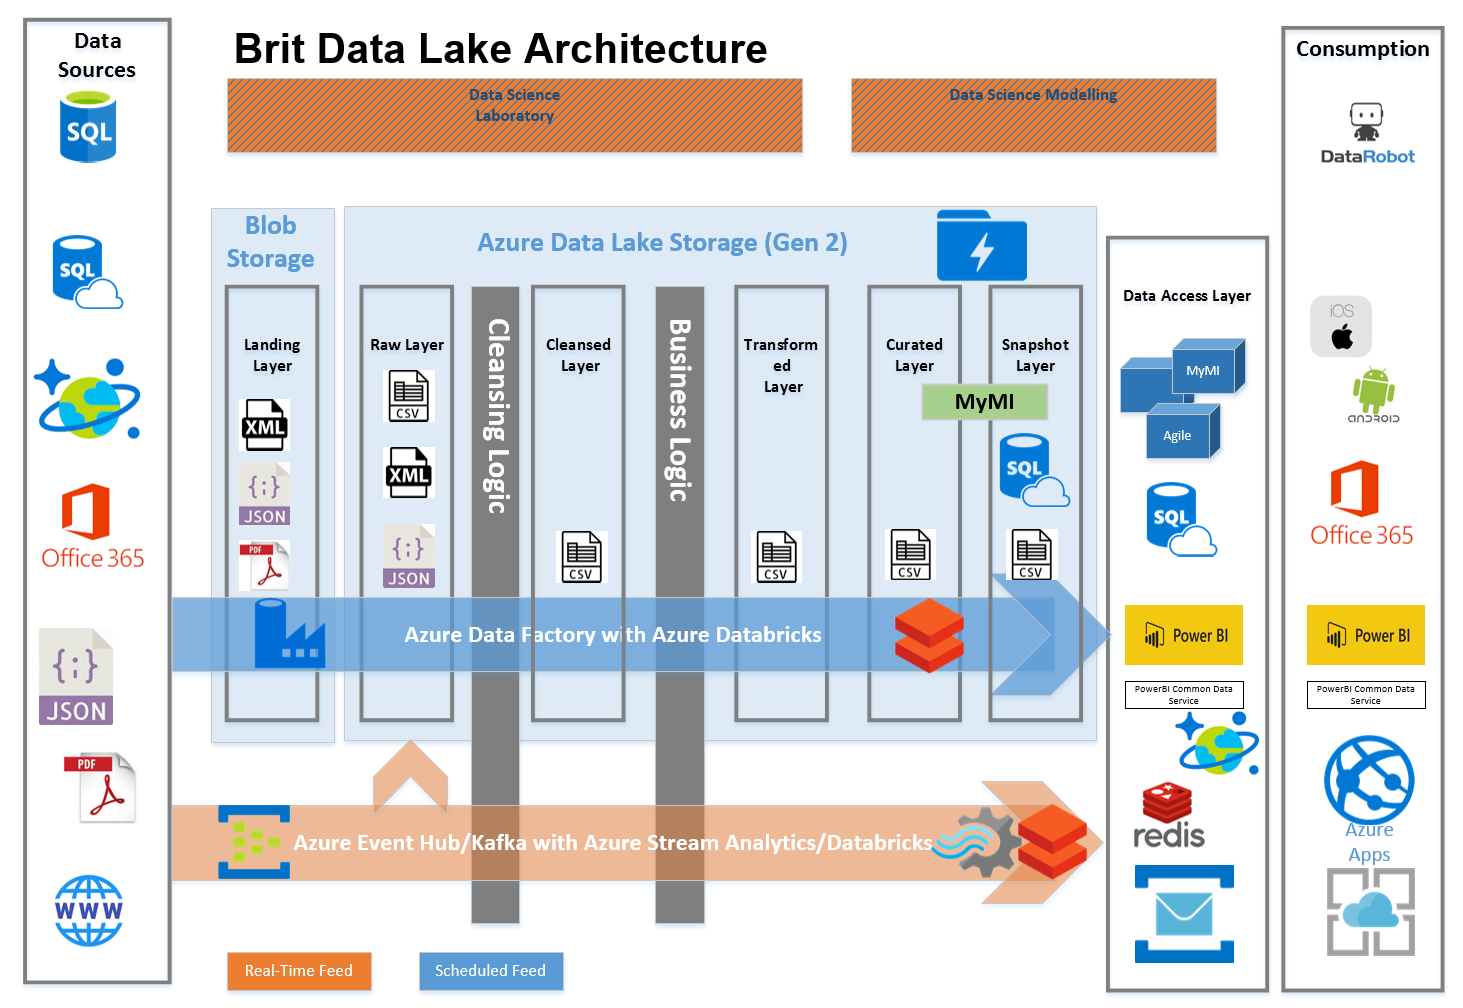 Data
Sources
SQL
SQL
Office 365
{;}
JSON
PDF
WWW
Brit Data Lake Architecture
Data Science
Laboratory
Data Science Modelling
Blob
Storage
Azure Data Lake Storage (Gen 2)
Landing
Layer
XML
{;}
JSON
PDF
Raw Layer
CSV
XML
{;}
JSON
Cleansing Logic
Cleansed
Layer
CSV
Business Logic
Transform
ed
Layer
CSV
Curated
Layer
MyMI
CSV
Snapshot
Layer
SQL
CSV
Azure Data Factory with Azure Databricks
Azure Event Hub/Kafka with Azure Stream Analytics/Databricks
Real-Time Feed
Scheduled Feed
Data Access Layer
MyMI
Agile
SQL
Power BI
PowerBI Common Data
Service
redis
Consumption
DataRobot
iOS
android
Office 365
Power BI
PowerBI Common Data
Service
Azure
Apps